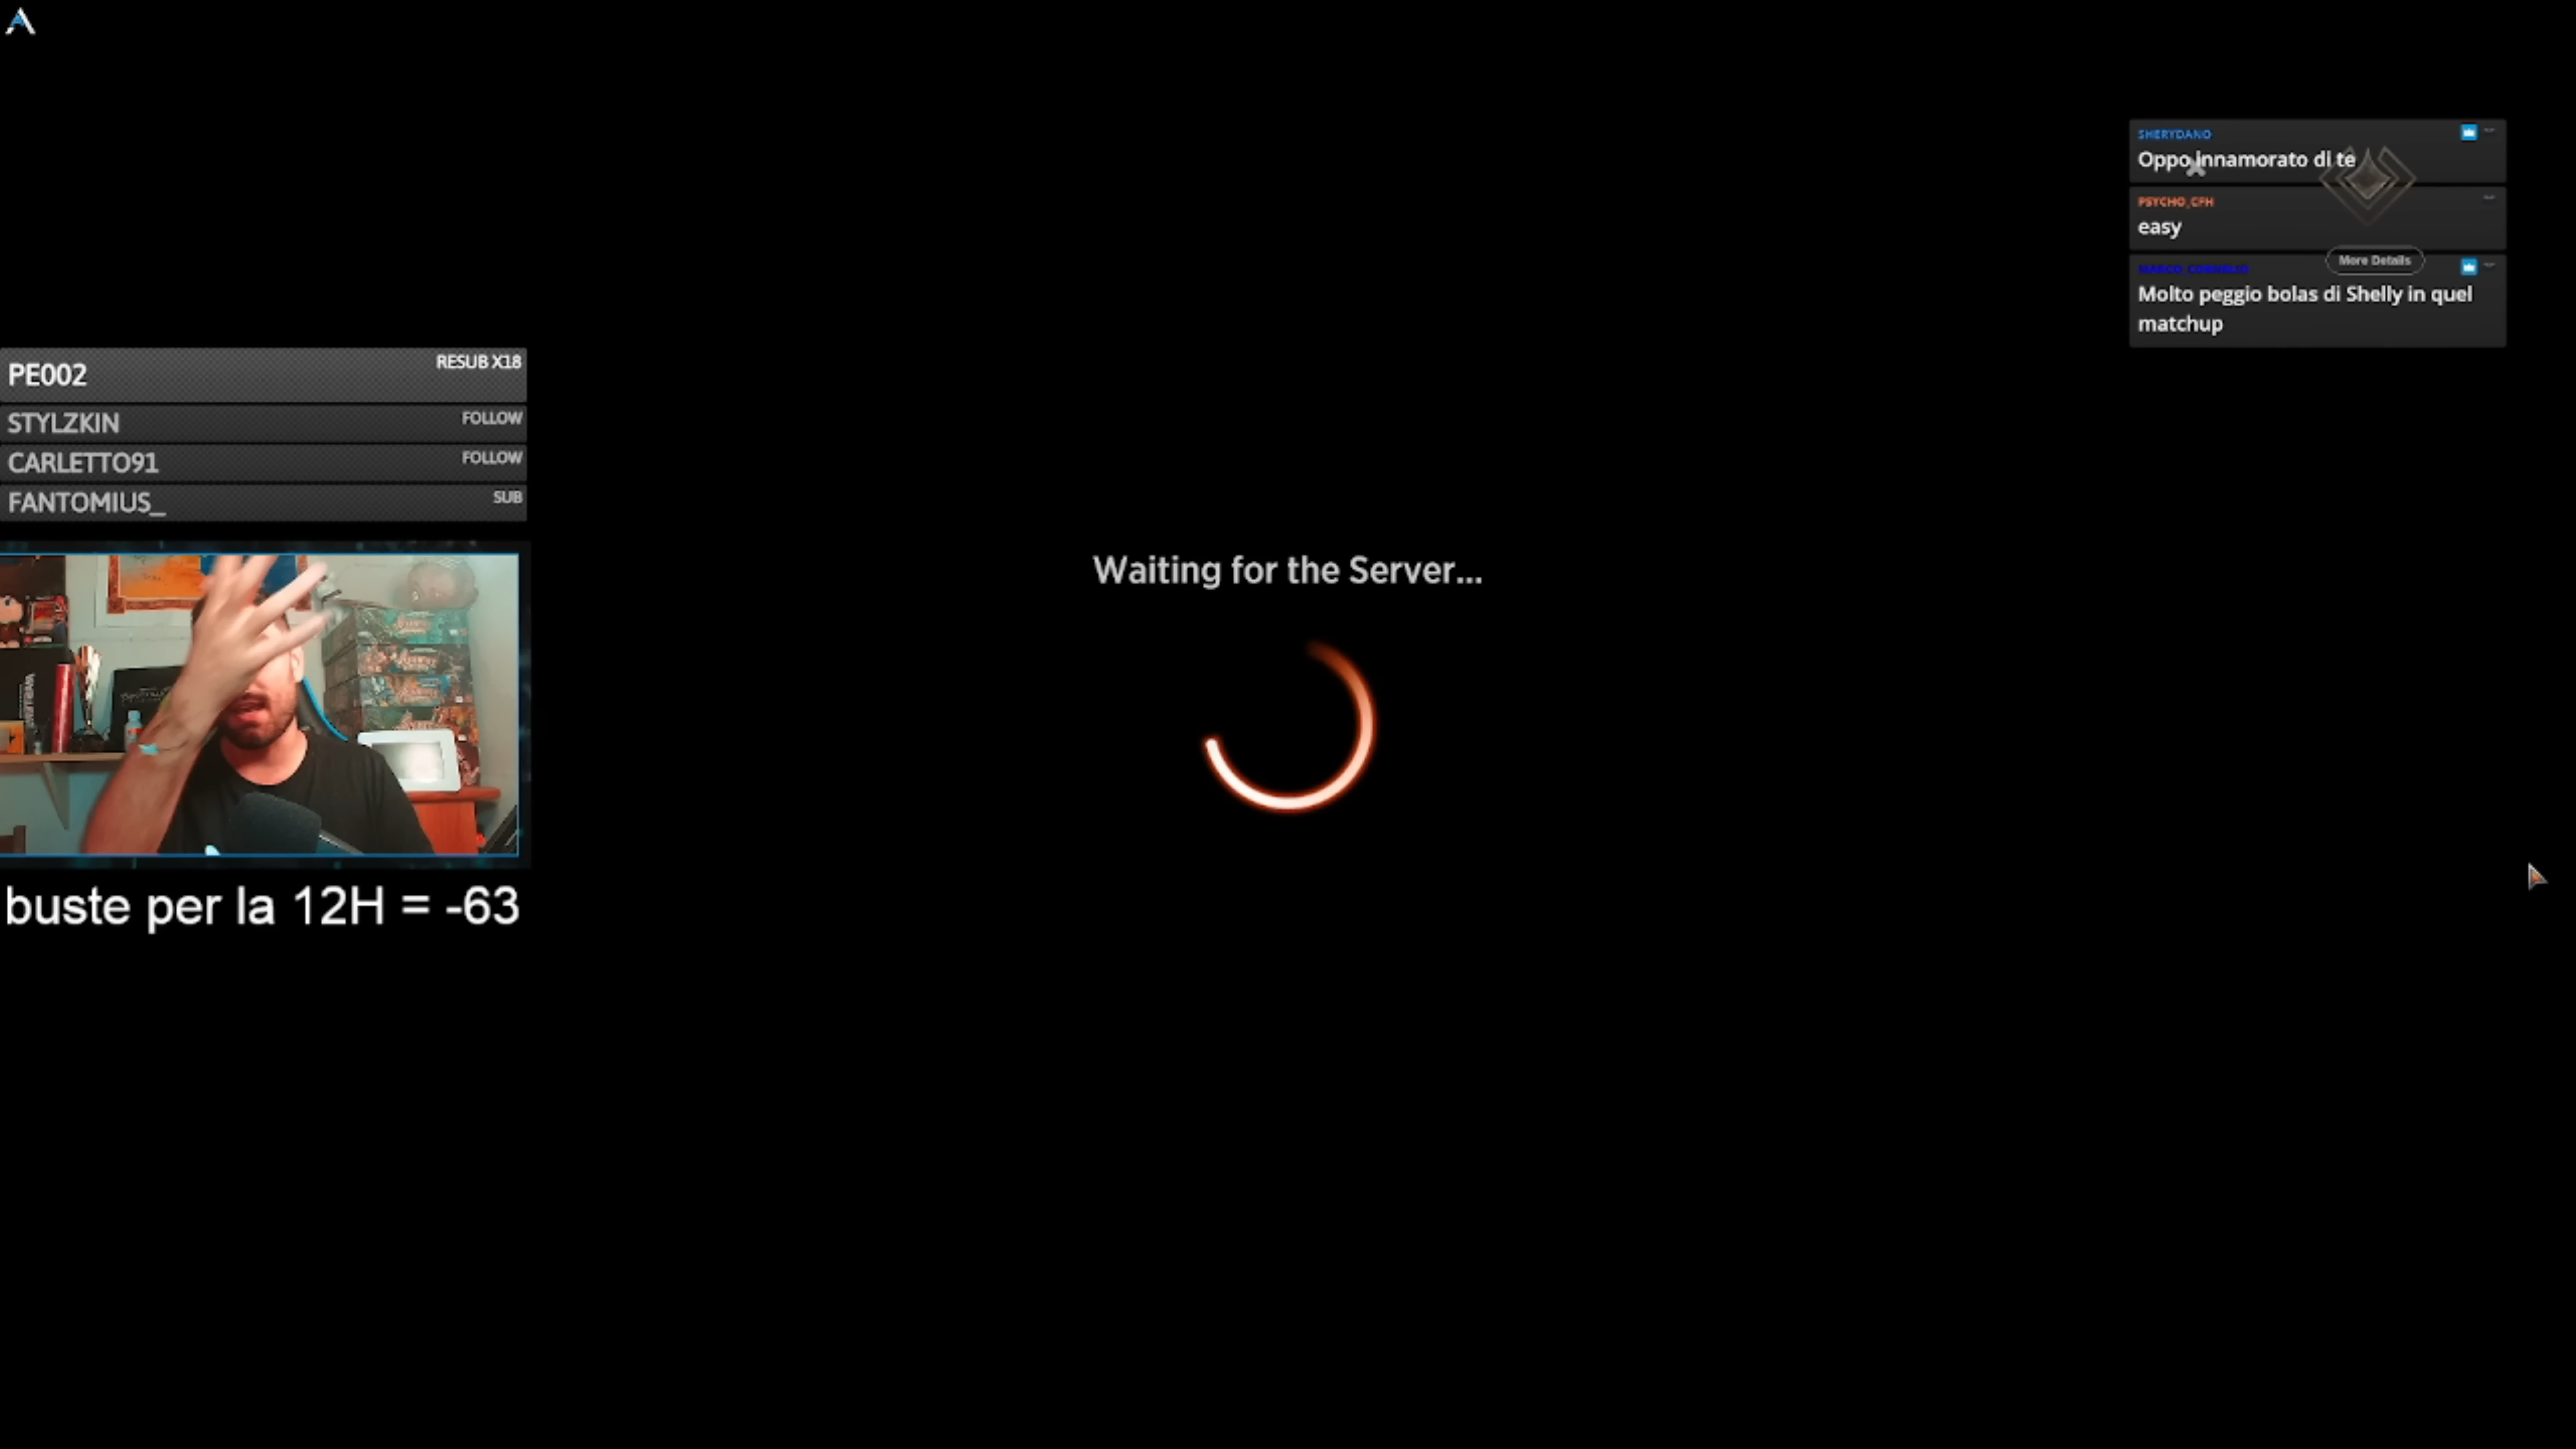 SHERYDANO
Oppo innamorato di te
PSYCHO_CFH
easy
MARCO_CORNELIO
More Details
Molto peggio bolas di Shelly in quel
matchup
PE002
RESUB X18
STYLZKIN
FOLLOW
CARLETTO91
FOLLOW
FANTOMIUS_
SUB
Waiting for the Server...
buste per la 12H = -63